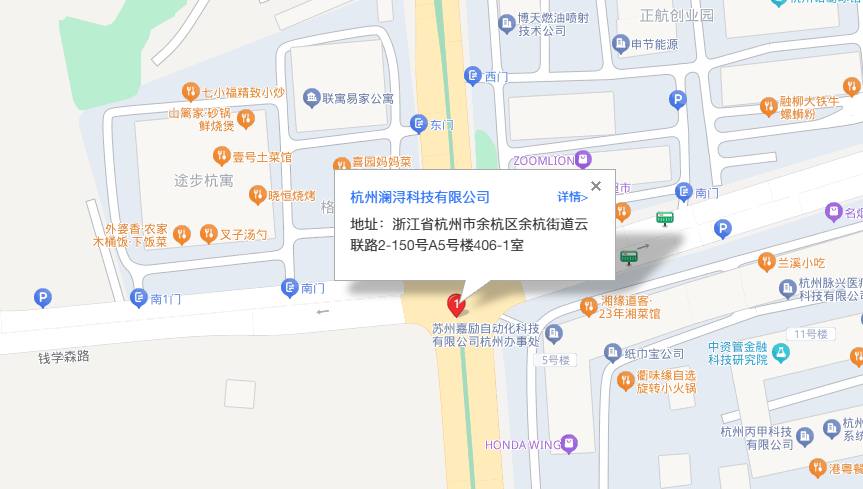 杭州洛嘉
博天燃油喷射
技术公司
正航创业园
申节能源
西门
七小福精致小炒
联寓易家公寓
山篱家·砂锅
鲜烧煲
东门
融柳大铁牛
螺蛳粉
壹号土菜馆
喜园妈妈菜
ZOOMLION
途步杭寓
晓恒烧烤
格
杭州澜浔科技有限公司
详情>
超市
南门
地址：浙江省杭州市余杭区余杭街道云
联路2-150号A5号楼406-1室
名烟
外婆香·农家
木桶饭·下饭菜
叉子汤勺
兰溪小吃
南1门
南门
杭州脉兴医疗
科技有限公司
湘缘道客·
23年湘菜馆
1
苏州嘉励自动化科技
有限公司杭州办事处
11号楼
杭州
钱学森路
5号楼
纸巾宝公司
中资管金融
科技研究院
衢味缘自选
旋转小火锅
HONDA WING
杭州丙甲科技
有限公司
杭州
系统
港粤餐